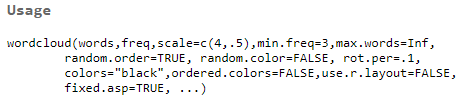 Usage
wordcloud(words,freq,scale=c(4,.5),min.freq=3,max.words=Inf,
random.order=TRUE, random.color=FALSE, rot.per=.1,
colors="black",ordered.colors=FALSE,use.r.layout=FALSE,
fixed.asp=TRUE, ...)